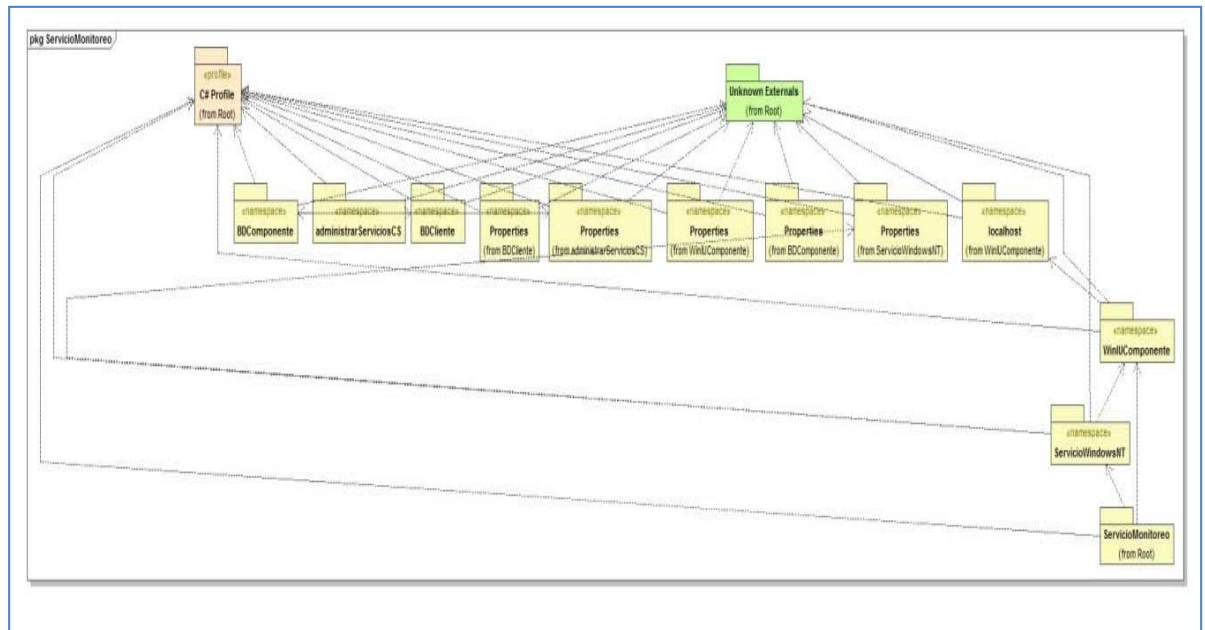 pkg ServicioMonitoreo
«profile»
C# Profile
(from Root)
Unknown Externals
(from Root)
«namespace»
BDComponente
«namespace»
administrarServiciosCS
«namespace»
BDCliente
«namespace»
Properties
(from BDCliente)
«namespace»
Properties
(from administrarServiciosCS)
«namespace»
Properties
(from WinIUComponente)
«namespace»
Properties
(from BDComponente)
«namespace»
Properties
(from ServicioWindowsNT)
«namespace»
localhost
(from WinIUComponente)
«namespace»
WinIUComponente
«namespace»
ServicioWindowsNT
ServicioMonitoreo
(from Root)